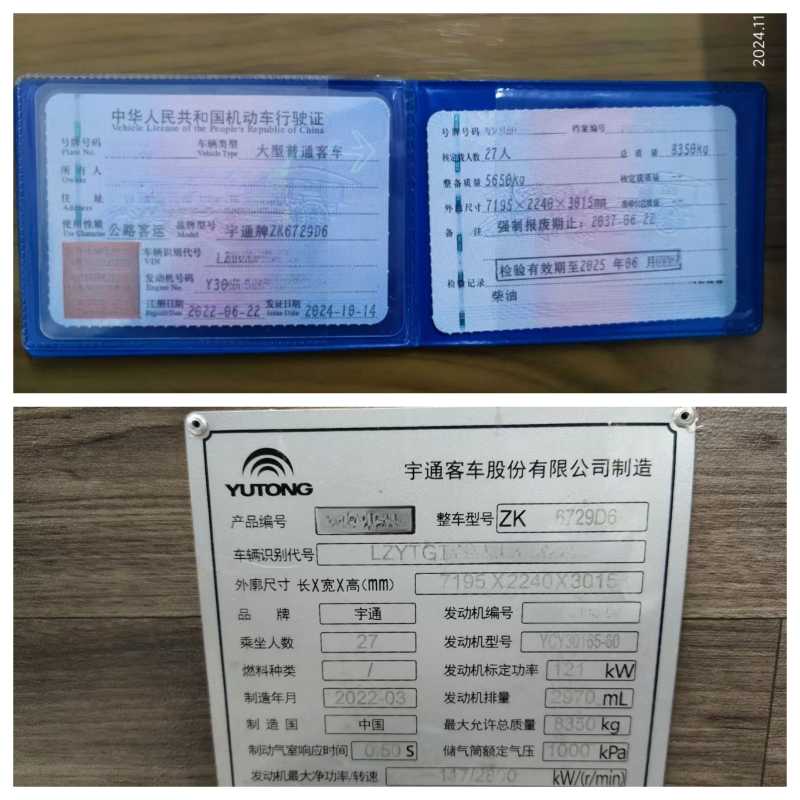 2024.11
中华人民共和国机动车行驶证
Vehicle License of the People's Republic of China
号牌号码
Plate No.
车辆类型 大型普通客车
Vehicle Type
所有人
Owner
住址
Address
使用性质 公路客运 品牌型号 宇通牌ZK6729D6
Use Character Model
车辆识别代号
VIN
发动机号码
Engine No.
注册日期 2022-06-22 发证日期 2024-10-14
Register Date Issue Date
号牌号码 档案编号
核定载人数 27人 总质量 8350kg
整备质量 5650kg 核定载质量 --
外廓尺寸 7195×2240×3015mm --
备注 强制报废期止:2037-06-22
检验有效期至2025年06月
检验记录
柴油
YUTONG
宇通客车股份有限公司制造
产品编号 整车型号 ZK 6729D6
车辆识别代号 LZYTG
外廓尺寸 长X宽X高(mm) 7195X2240X3015
品牌 宇通 发动机编号
乘坐人数 27 发动机型号 YCY30165-60
燃料种类 / 发动机标定功率 121 kW
制造年月 2022-03 发动机排量 2970 mL
制造国 中国 最大允许总质量 8350 kg
制动气室响应时间 0.60 S 储气筒额定气压 1000 kPa
发动机最大净功率/转速 kW/(r/min)